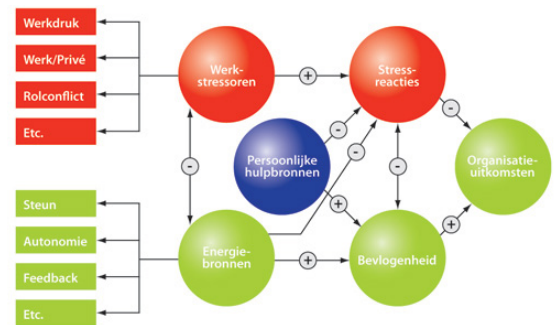 Werkdruk
Werk/Privé
Rolconflict
Etc.
Werk-
stressoren
+
Stress-
reacties
-
-
-
-
-
Persoonlijke
hulpbronnen
+
Organisatie-
uitkomsten
Steun
Autonomie
Feedback
Etc.
Energie-
bronnen
+
Bevlogenheid
+